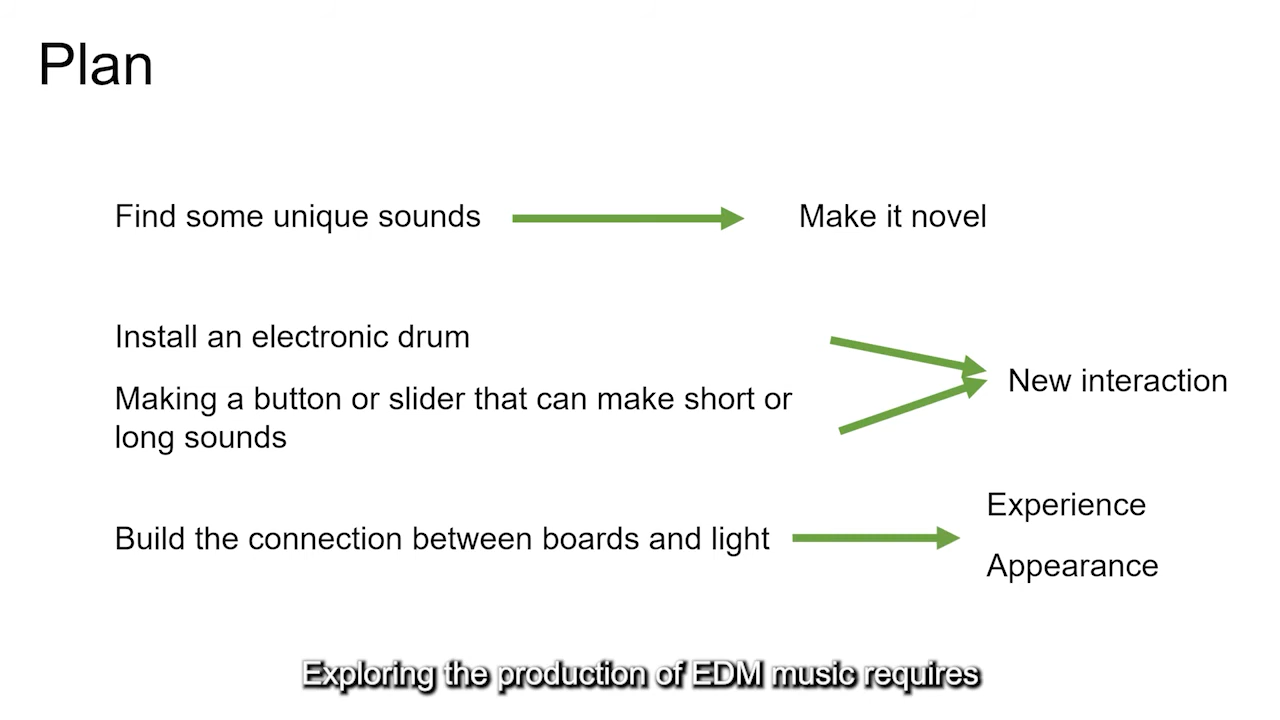 Plan
Find some unique sounds
Make it novel
Install an electronic drum
Making a button or slider that can make short or
long sounds
New interaction
Build the connection between boards and light
Experience
Appearance
Exploring the production of EDM music requires